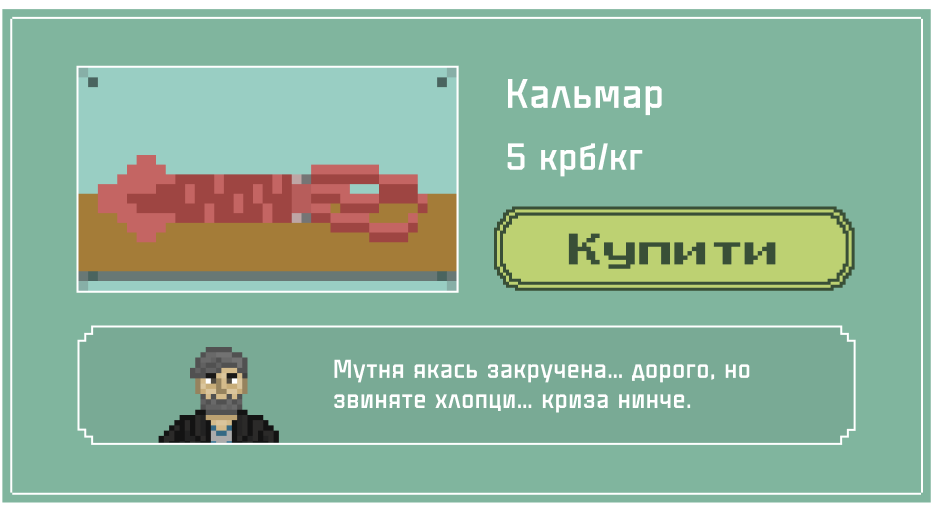 Кальмар
5 крб/кг
Купити
Мутня якась закручена... дорого, но
звиняте хлопци... криза нинче.